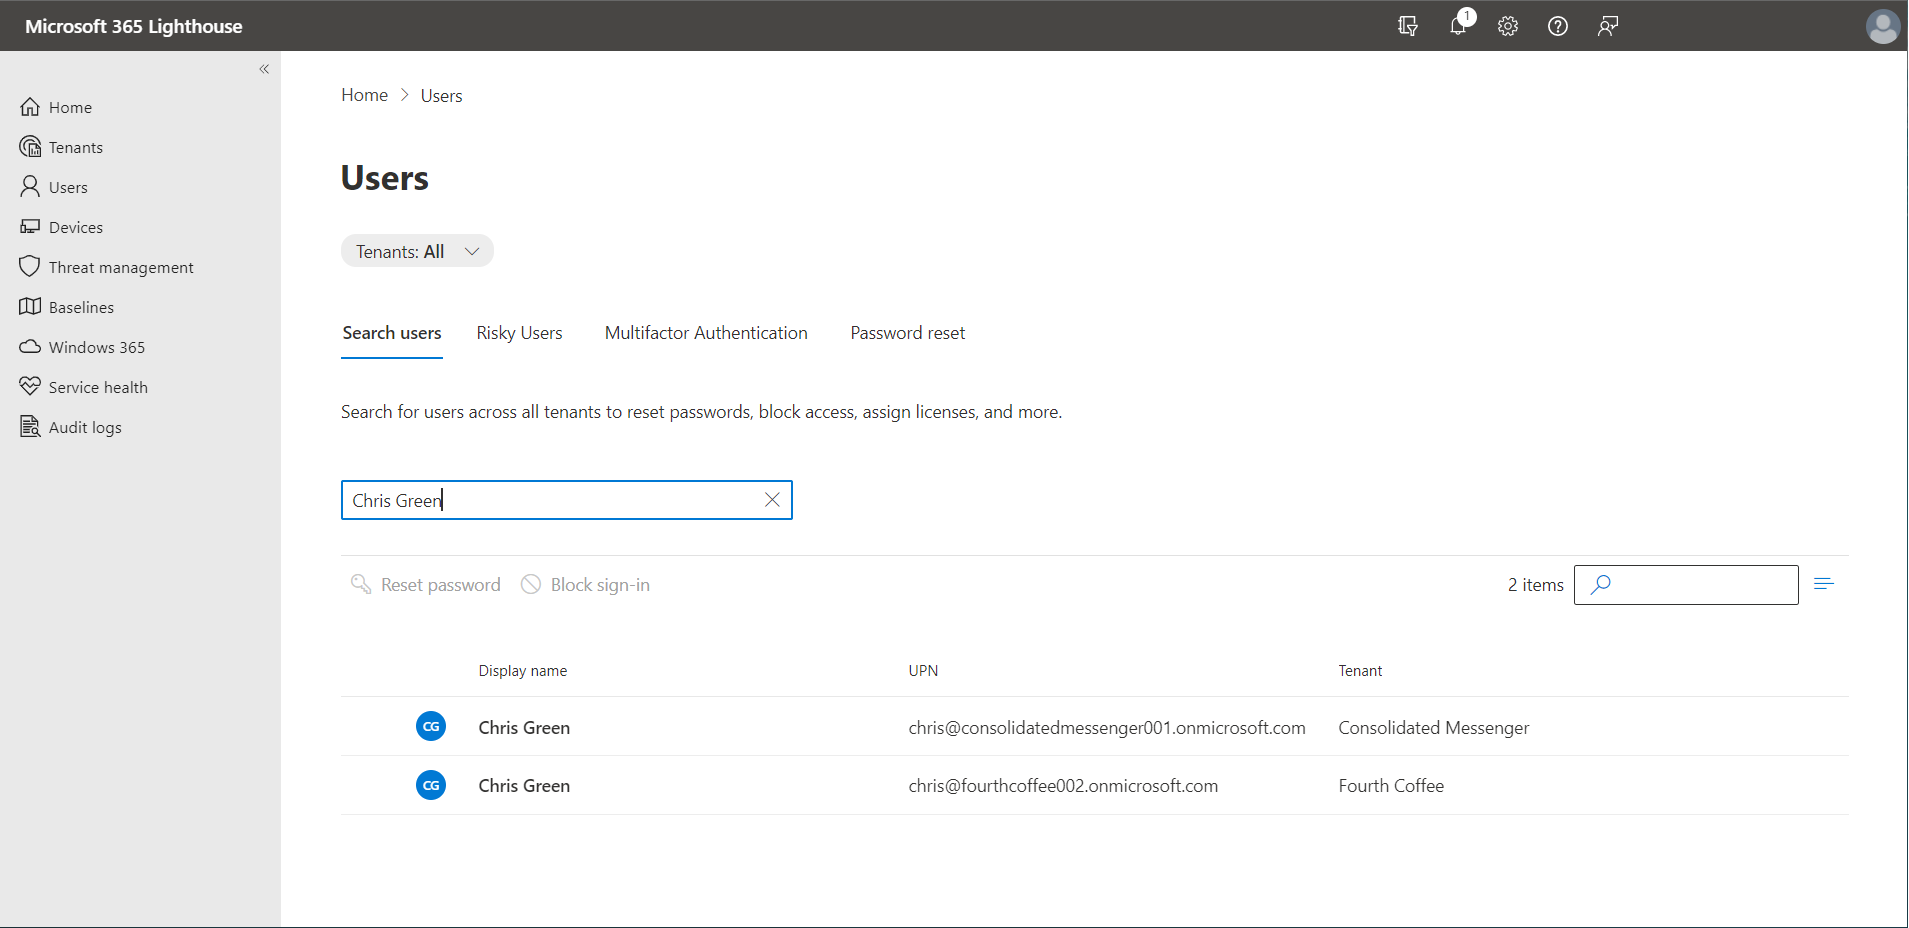 Microsoft 365 Lighthouse
1
Home
Tenants
Users
Devices
Threat management
Baselines
Windows 365
Service health
Audit logs
Home > Users
Users
Tenants: All
Search users Risky Users Multifactor Authentication Password reset
Search for users across all tenants to reset passwords, block access, assign licenses, and more.
Chris Green
Reset password Block sign-in 2 items
Display name UPN Tenant
CG Chris Green chris@consolidatedmessenger001.onmicrosoft.com Consolidated Messenger
CG Chris Green chris@fourthcoffee002.onmicrosoft.com Fourth Coffee